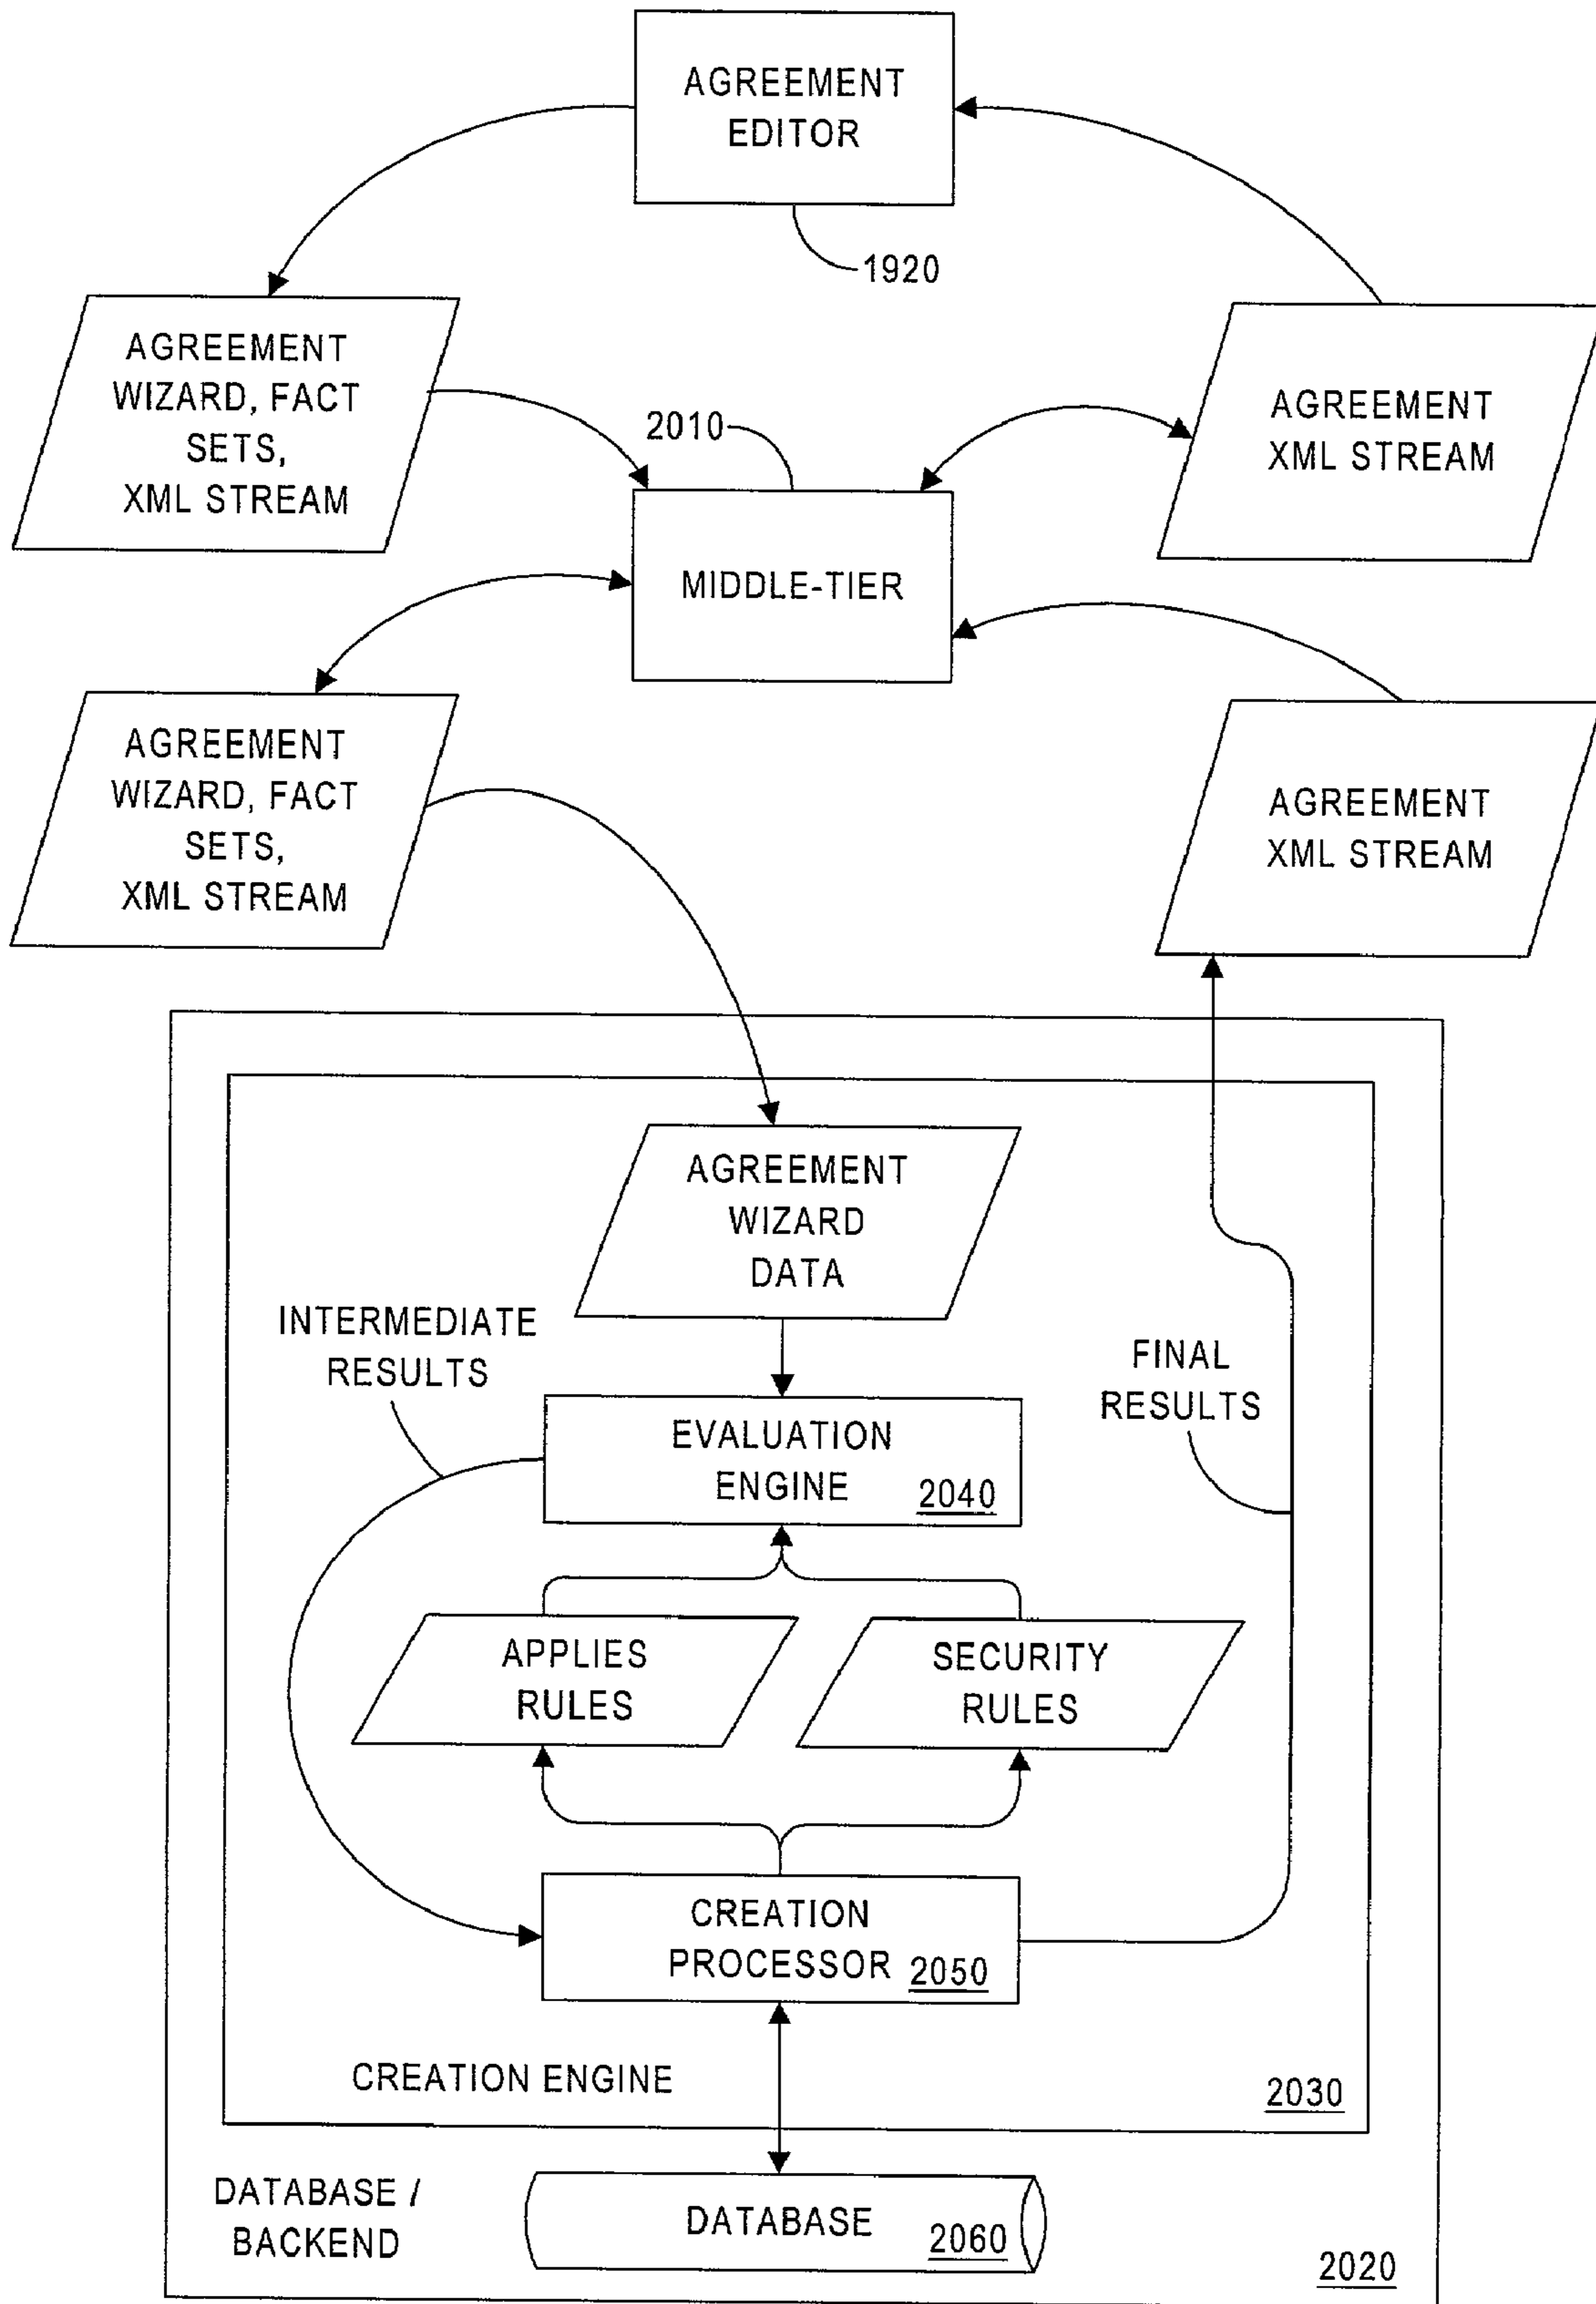 AGREEMENT
EDITOR
1920
AGREEMENT
WIZARD, FACT
SETS,
XML STREAM
2010
AGREEMENT
XML STREAM
MIDDLE-TIER
AGREEMENT
WIZARD, FACT
SETS,
XML STREAM
AGREEMENT
XML STREAM
AGREEMENT
WIZARD
DATA
INTERMEDIATE
RESULTS
FINAL
RESULTS
EVALUATION
ENGINE 2040
APPLIES
RULES
SECURITY
RULES
CREATION
PROCESSOR 2050
CREATION ENGINE
2030
DATABASE /
BACKEND
DATABASE 2060
2020